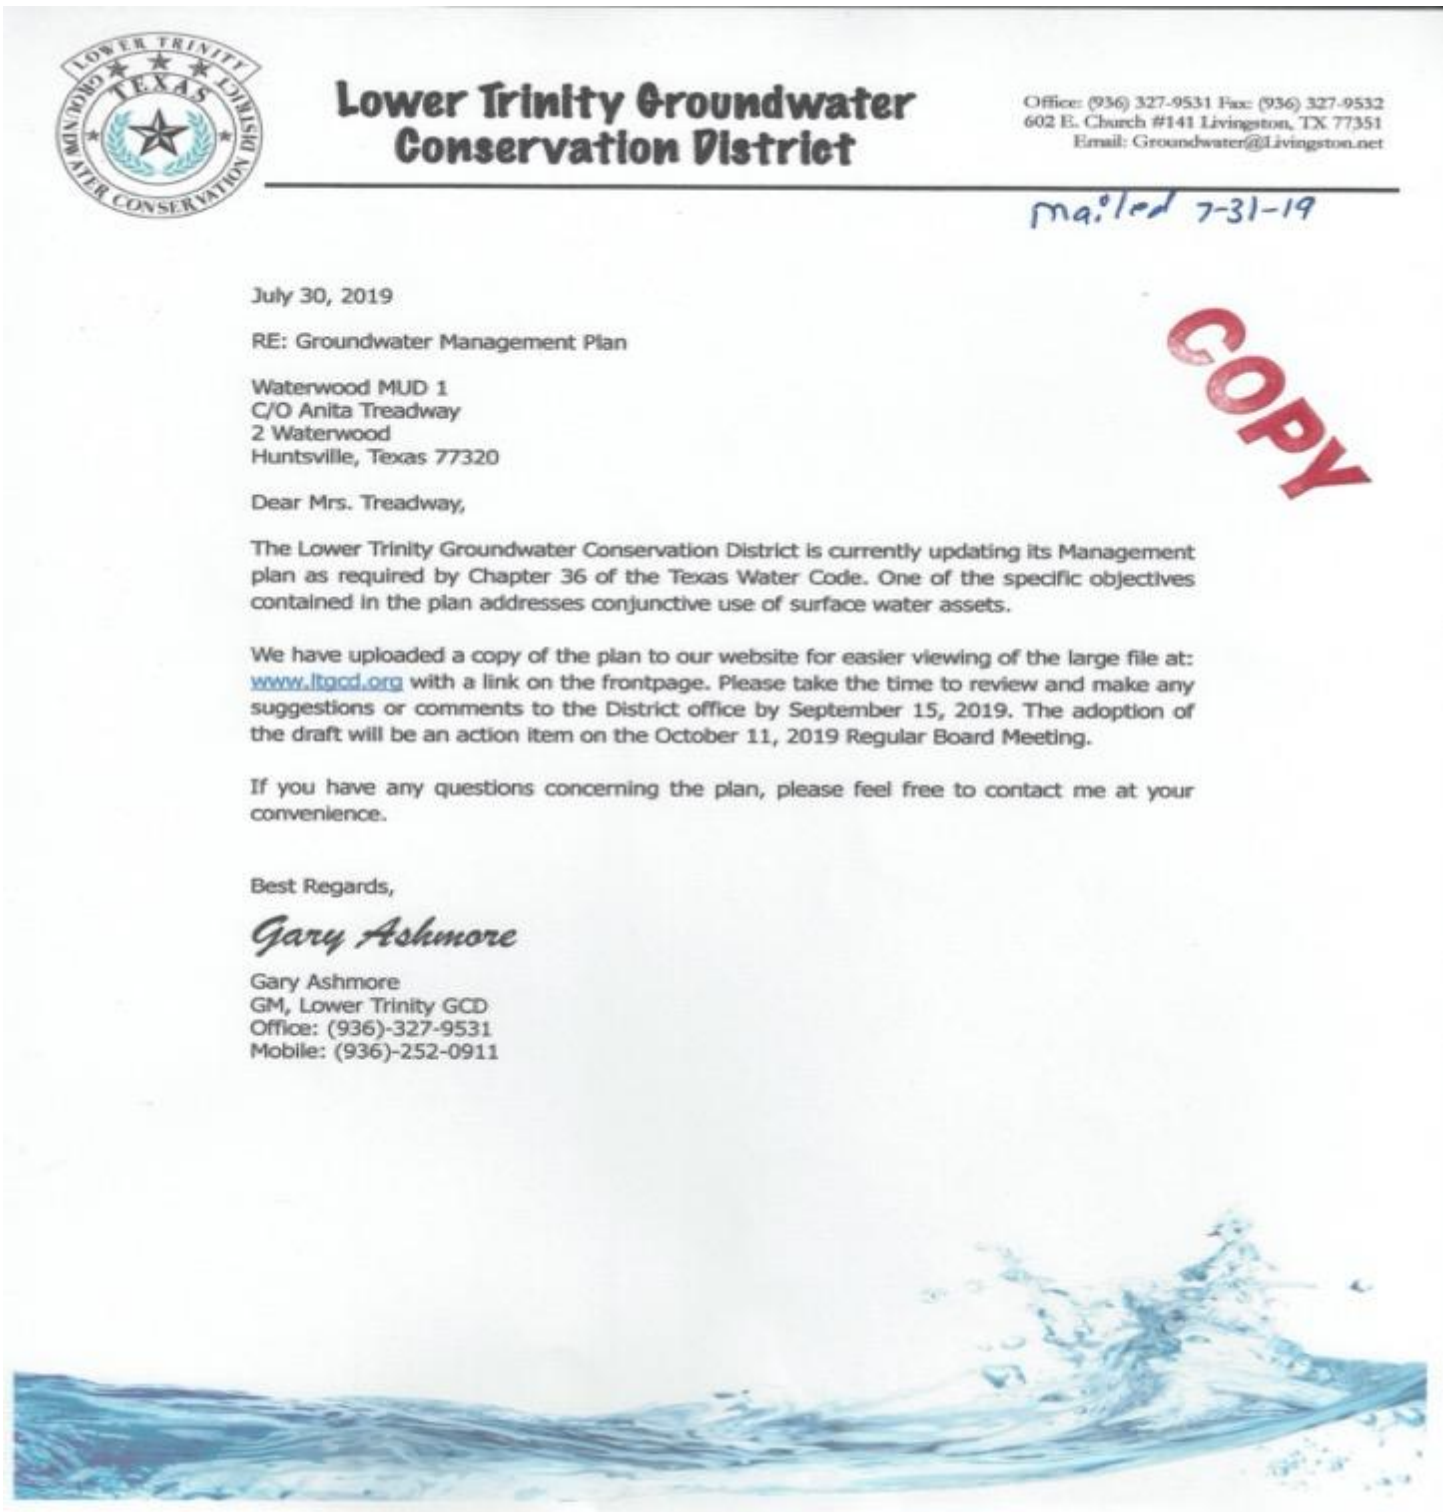 LOWER TRINITY
GROUNDWATER CONSERVATION DISTRICT
TEXAS
Lower Trinity Groundwater
Conservation District
Office: (936) 327-9531 Fax: (936) 327-9532
602 E. Church #141 Livingston, TX 77351
Email: Groundwater@Livingston.net
mailed 7-31-19
COPY
July 30, 2019
RE: Groundwater Management Plan
Waterwood MUD 1
C/O Anita Treadway
2 Waterwood
Huntsville, Texas 77320
Dear Mrs. Treadway,
The Lower Trinity Groundwater Conservation District is currently updating its Management
plan as required by Chapter 36 of the Texas Water Code. One of the specific objectives
contained in the plan addresses conjunctive use of surface water assets.
We have uploaded a copy of the plan to our website for easier viewing of the large file at:
www.ltgcd.org with a link on the frontpage. Please take the time to review and make any
suggestions or comments to the District office by September 15, 2019. The adoption of
the draft will be an action item on the October 11, 2019 Regular Board Meeting.
If you have any questions concerning the plan, please feel free to contact me at your
convenience.
Best Regards,
Gary Ashmore
Gary Ashmore
GM, Lower Trinity GCD
Office: (936)-327-9531
Mobile: (936)-252-0911